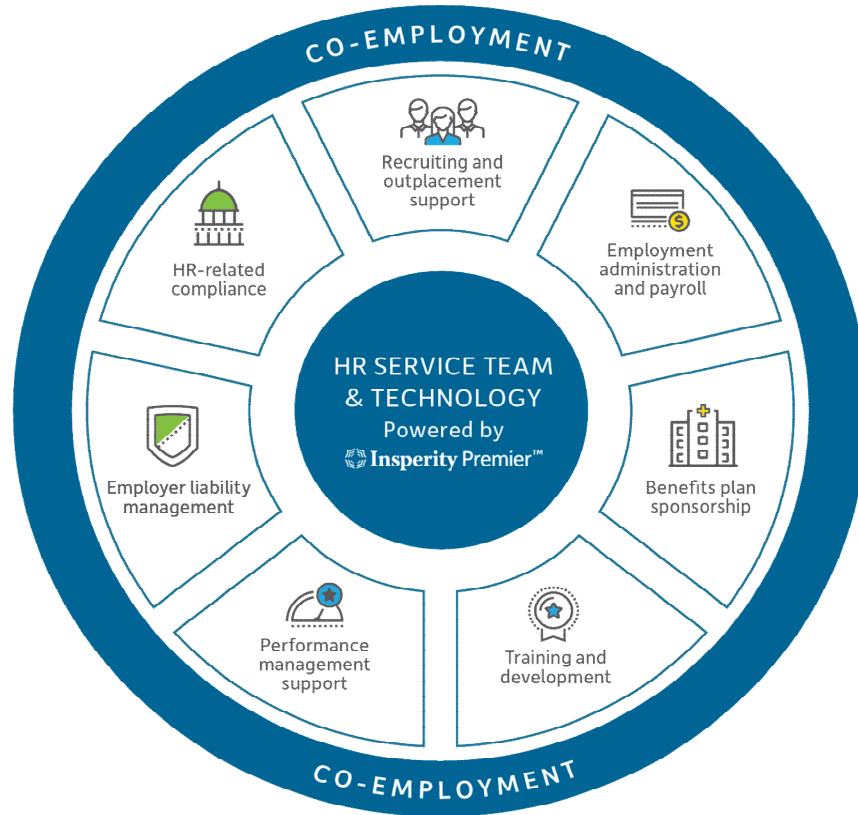 CO-EMPLOYMENT
Recruiting and
outplacement
support
Employment
administration
and payroll
Benefits plan
sponsorship
Training and
development
Performance
management
support
Employer liability
management
HR-related
compliance
HR SERVICE TEAM
& TECHNOLOGY
Powered by
Insperity Premier™
CO-EMPLOYMENT